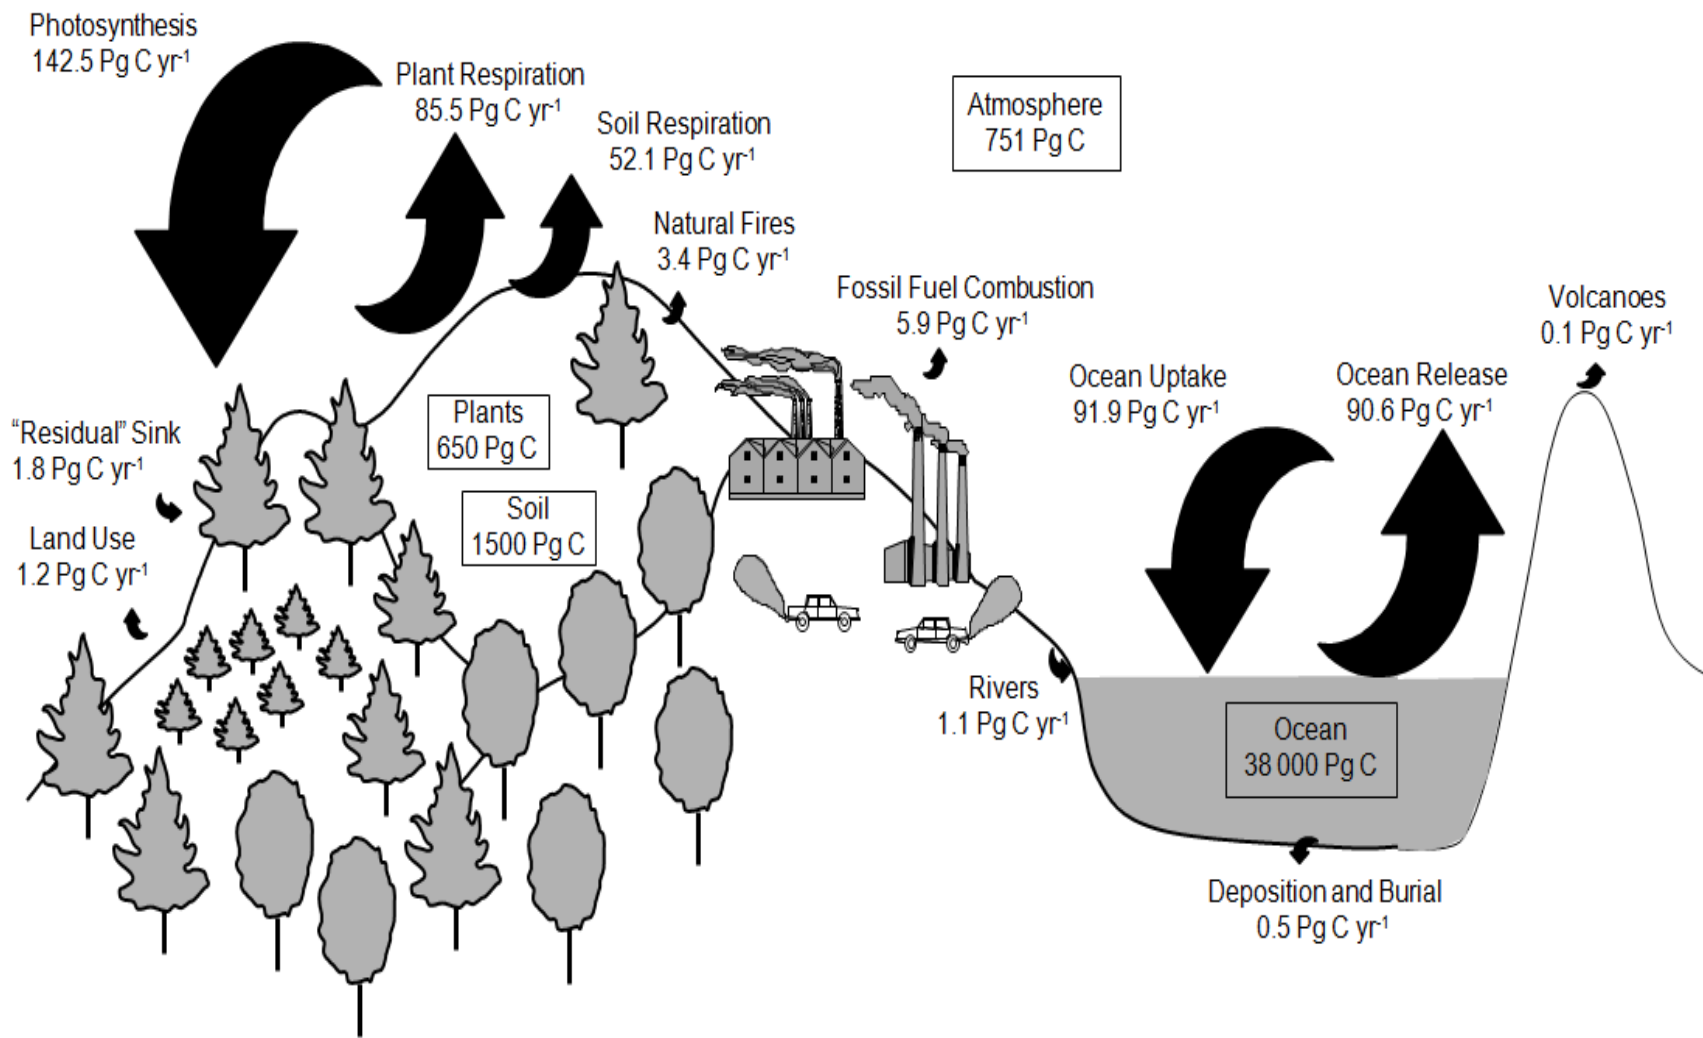 Photosynthesis
142.5 Pg C yr⁻¹
Plant Respiration
85.5 Pg C yr⁻¹
Soil Respiration
52.1 Pg C yr⁻¹
Atmosphere
751 Pg C
Natural Fires
3.4 Pg C yr⁻¹
Fossil Fuel Combustion
5.9 Pg C yr⁻¹
Volcanoes
0.1 Pg C yr⁻¹
Ocean Uptake
91.9 Pg C yr⁻¹
Ocean Release
90.6 Pg C yr⁻¹
Plants
650 Pg C
“Residual” Sink
1.8 Pg C yr⁻¹
Soil
1500 Pg C
Land Use
1.2 Pg C yr⁻¹
Rivers
1.1 Pg C yr⁻¹
Ocean
38 000 Pg C
Deposition and Burial
0.5 Pg C yr⁻¹